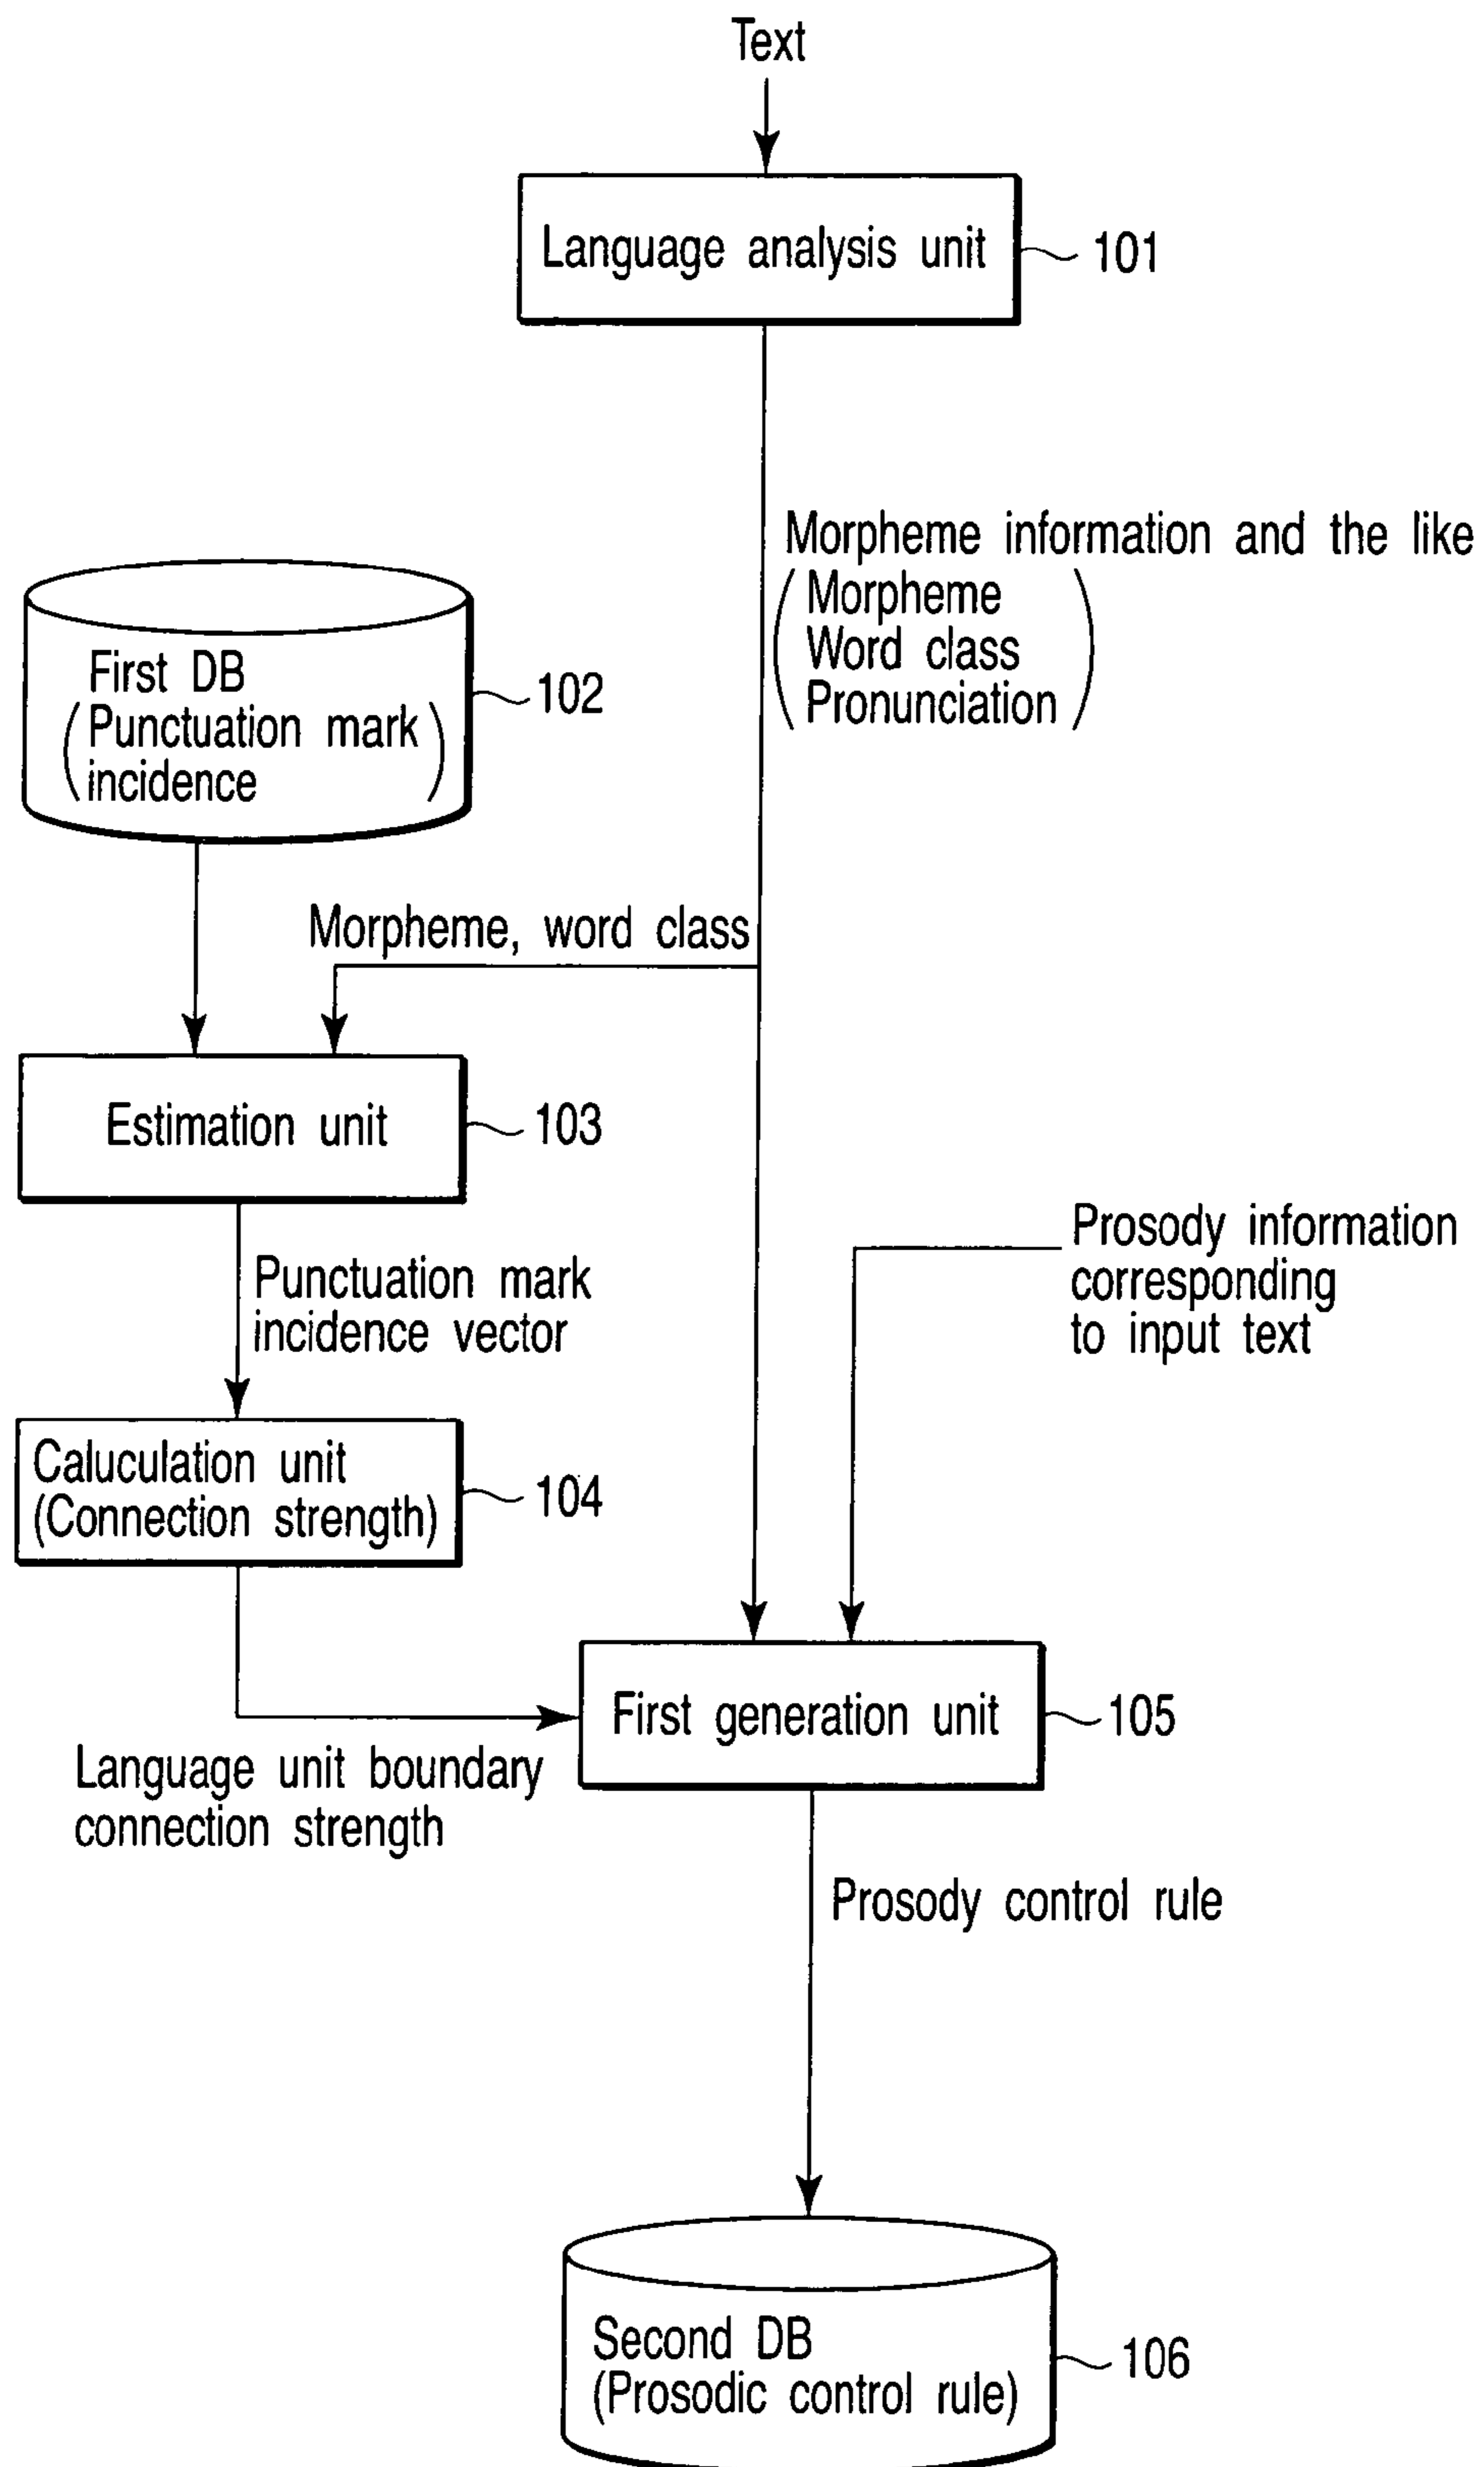 Text
Language analysis unit
101
Morpheme information and the like
(Morpheme
Word class
Pronunciation)
First DB
(Punctuation mark
incidence)
102
Morpheme, word class
Estimation unit
103
Prosody information
corresponding
to input text
Punctuation mark
incidence vector
Caluculation unit
(Connection strength)
104
First generation unit
105
Language unit boundary
connection strength
Prosody control rule
Second DB
(Prosodic control rule)
106